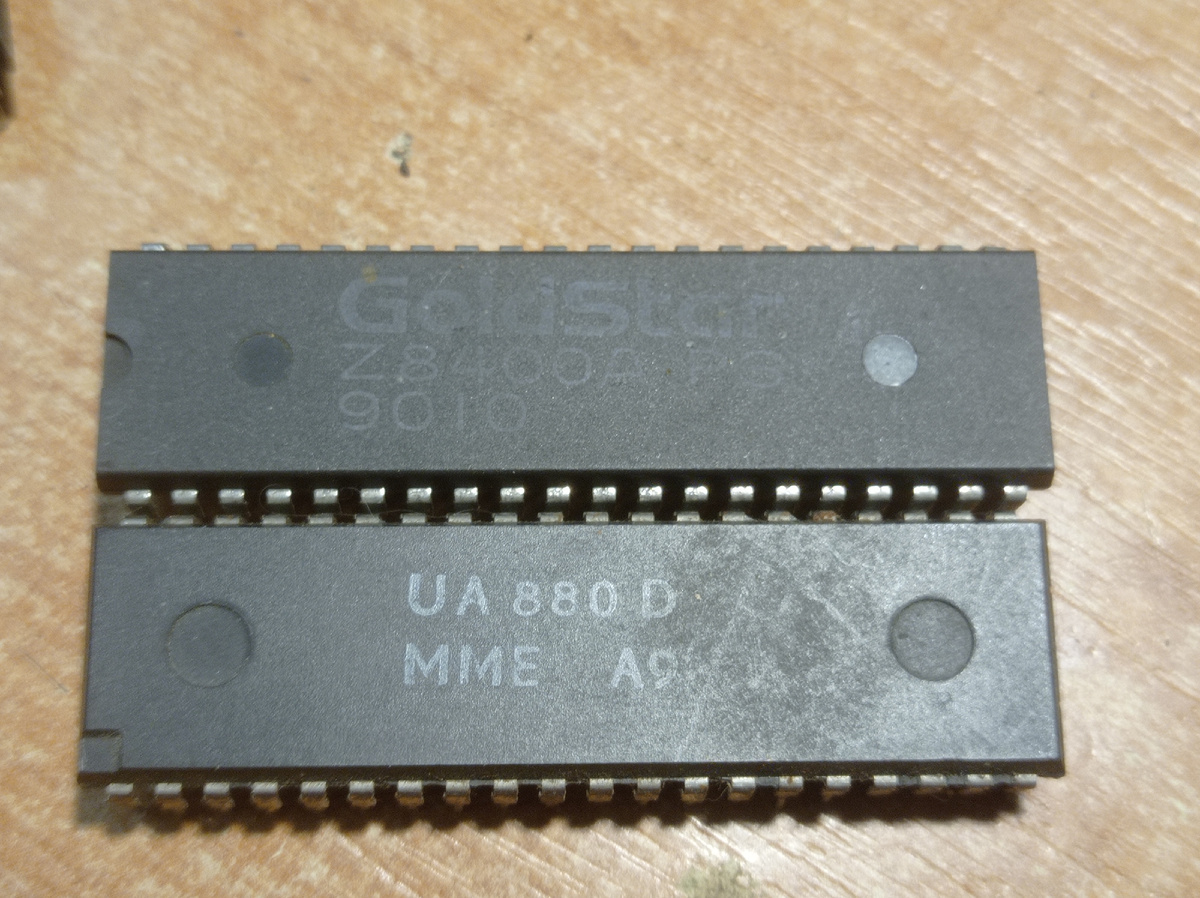 GoldStar
Z8400A PS
9010
UA 880 D
MME A9